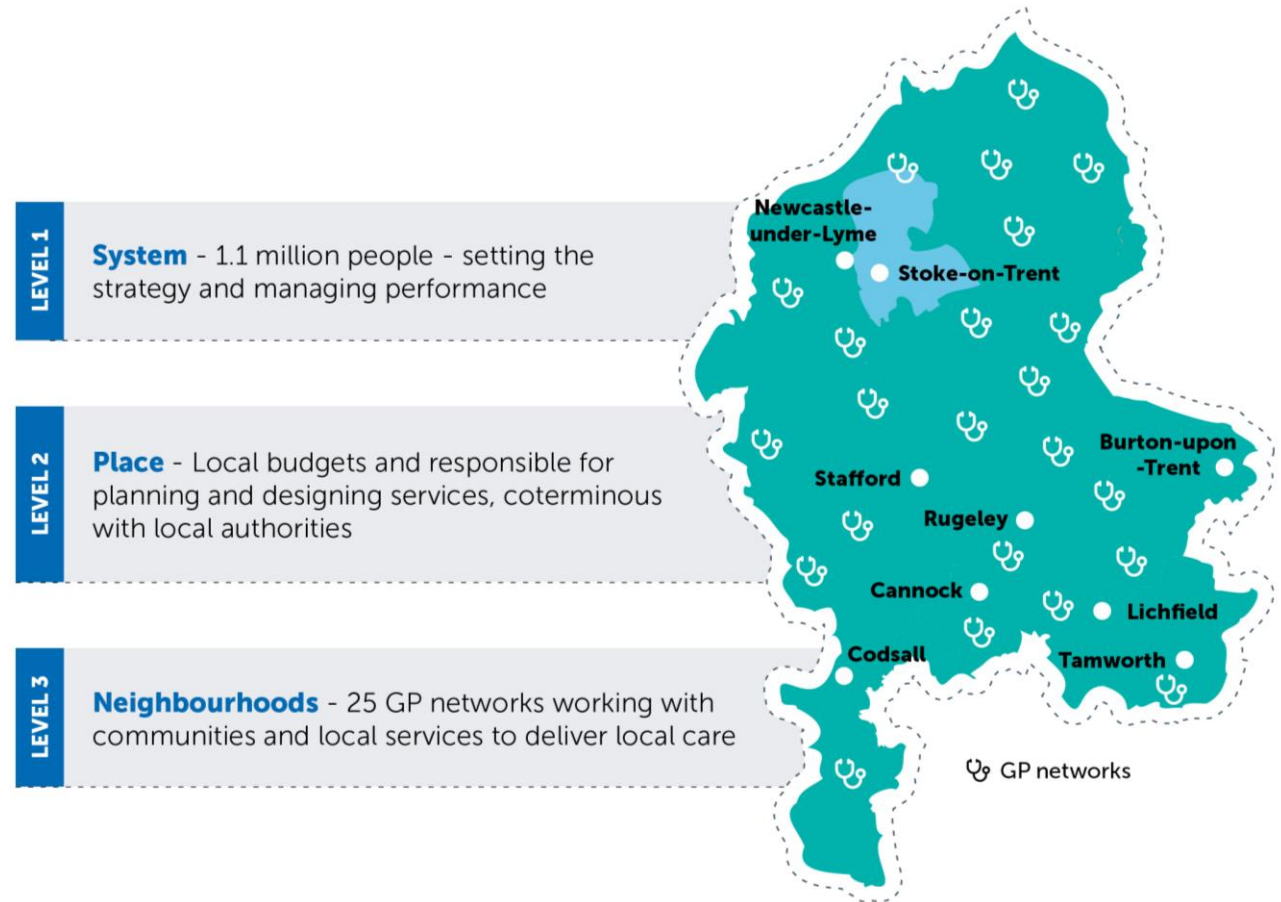 LEVEL 1
System - 1.1 million people - setting the
strategy and managing performance
LEVEL 2
Place - Local budgets and responsible for
planning and designing services, coterminous
with local authorities
LEVEL 3
Neighbourhoods - 25 GP networks working with
communities and local services to deliver local care
Newcastle-
under-Lyme
Stoke-on-Trent
Burton-upon
-Trent
Stafford
Rugeley
Cannock
Lichfield
Codsall
Tamworth
GP networks